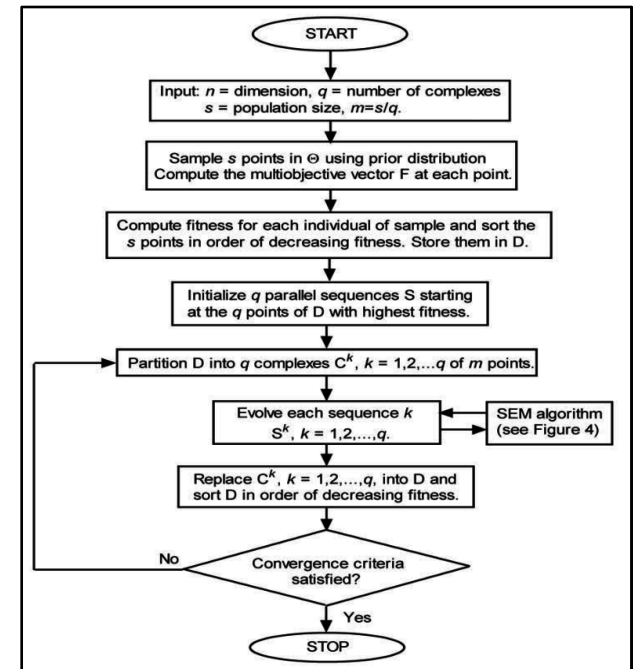 START
Input: n = dimension, q = number of complexes
s = population size, m=s/q.
Sample s points in Θ using prior distribution
Compute the multiobjective vector F at each point.
Compute fitness for each individual of sample and sort the
s points in order of decreasing fitness. Store them in D.
Initialize q parallel sequences S starting
at the q points of D with highest fitness.
Partition D into q complexes C^k, k = 1,2,...q of m points.
Evolve each sequence k
S^k, k = 1,2,...,q.
SEM algorithm
(see Figure 4)
Replace C^k, k = 1,2,...,q, into D and
sort D in order of decreasing fitness.
No
Convergence criteria
satisfied?
Yes
STOP